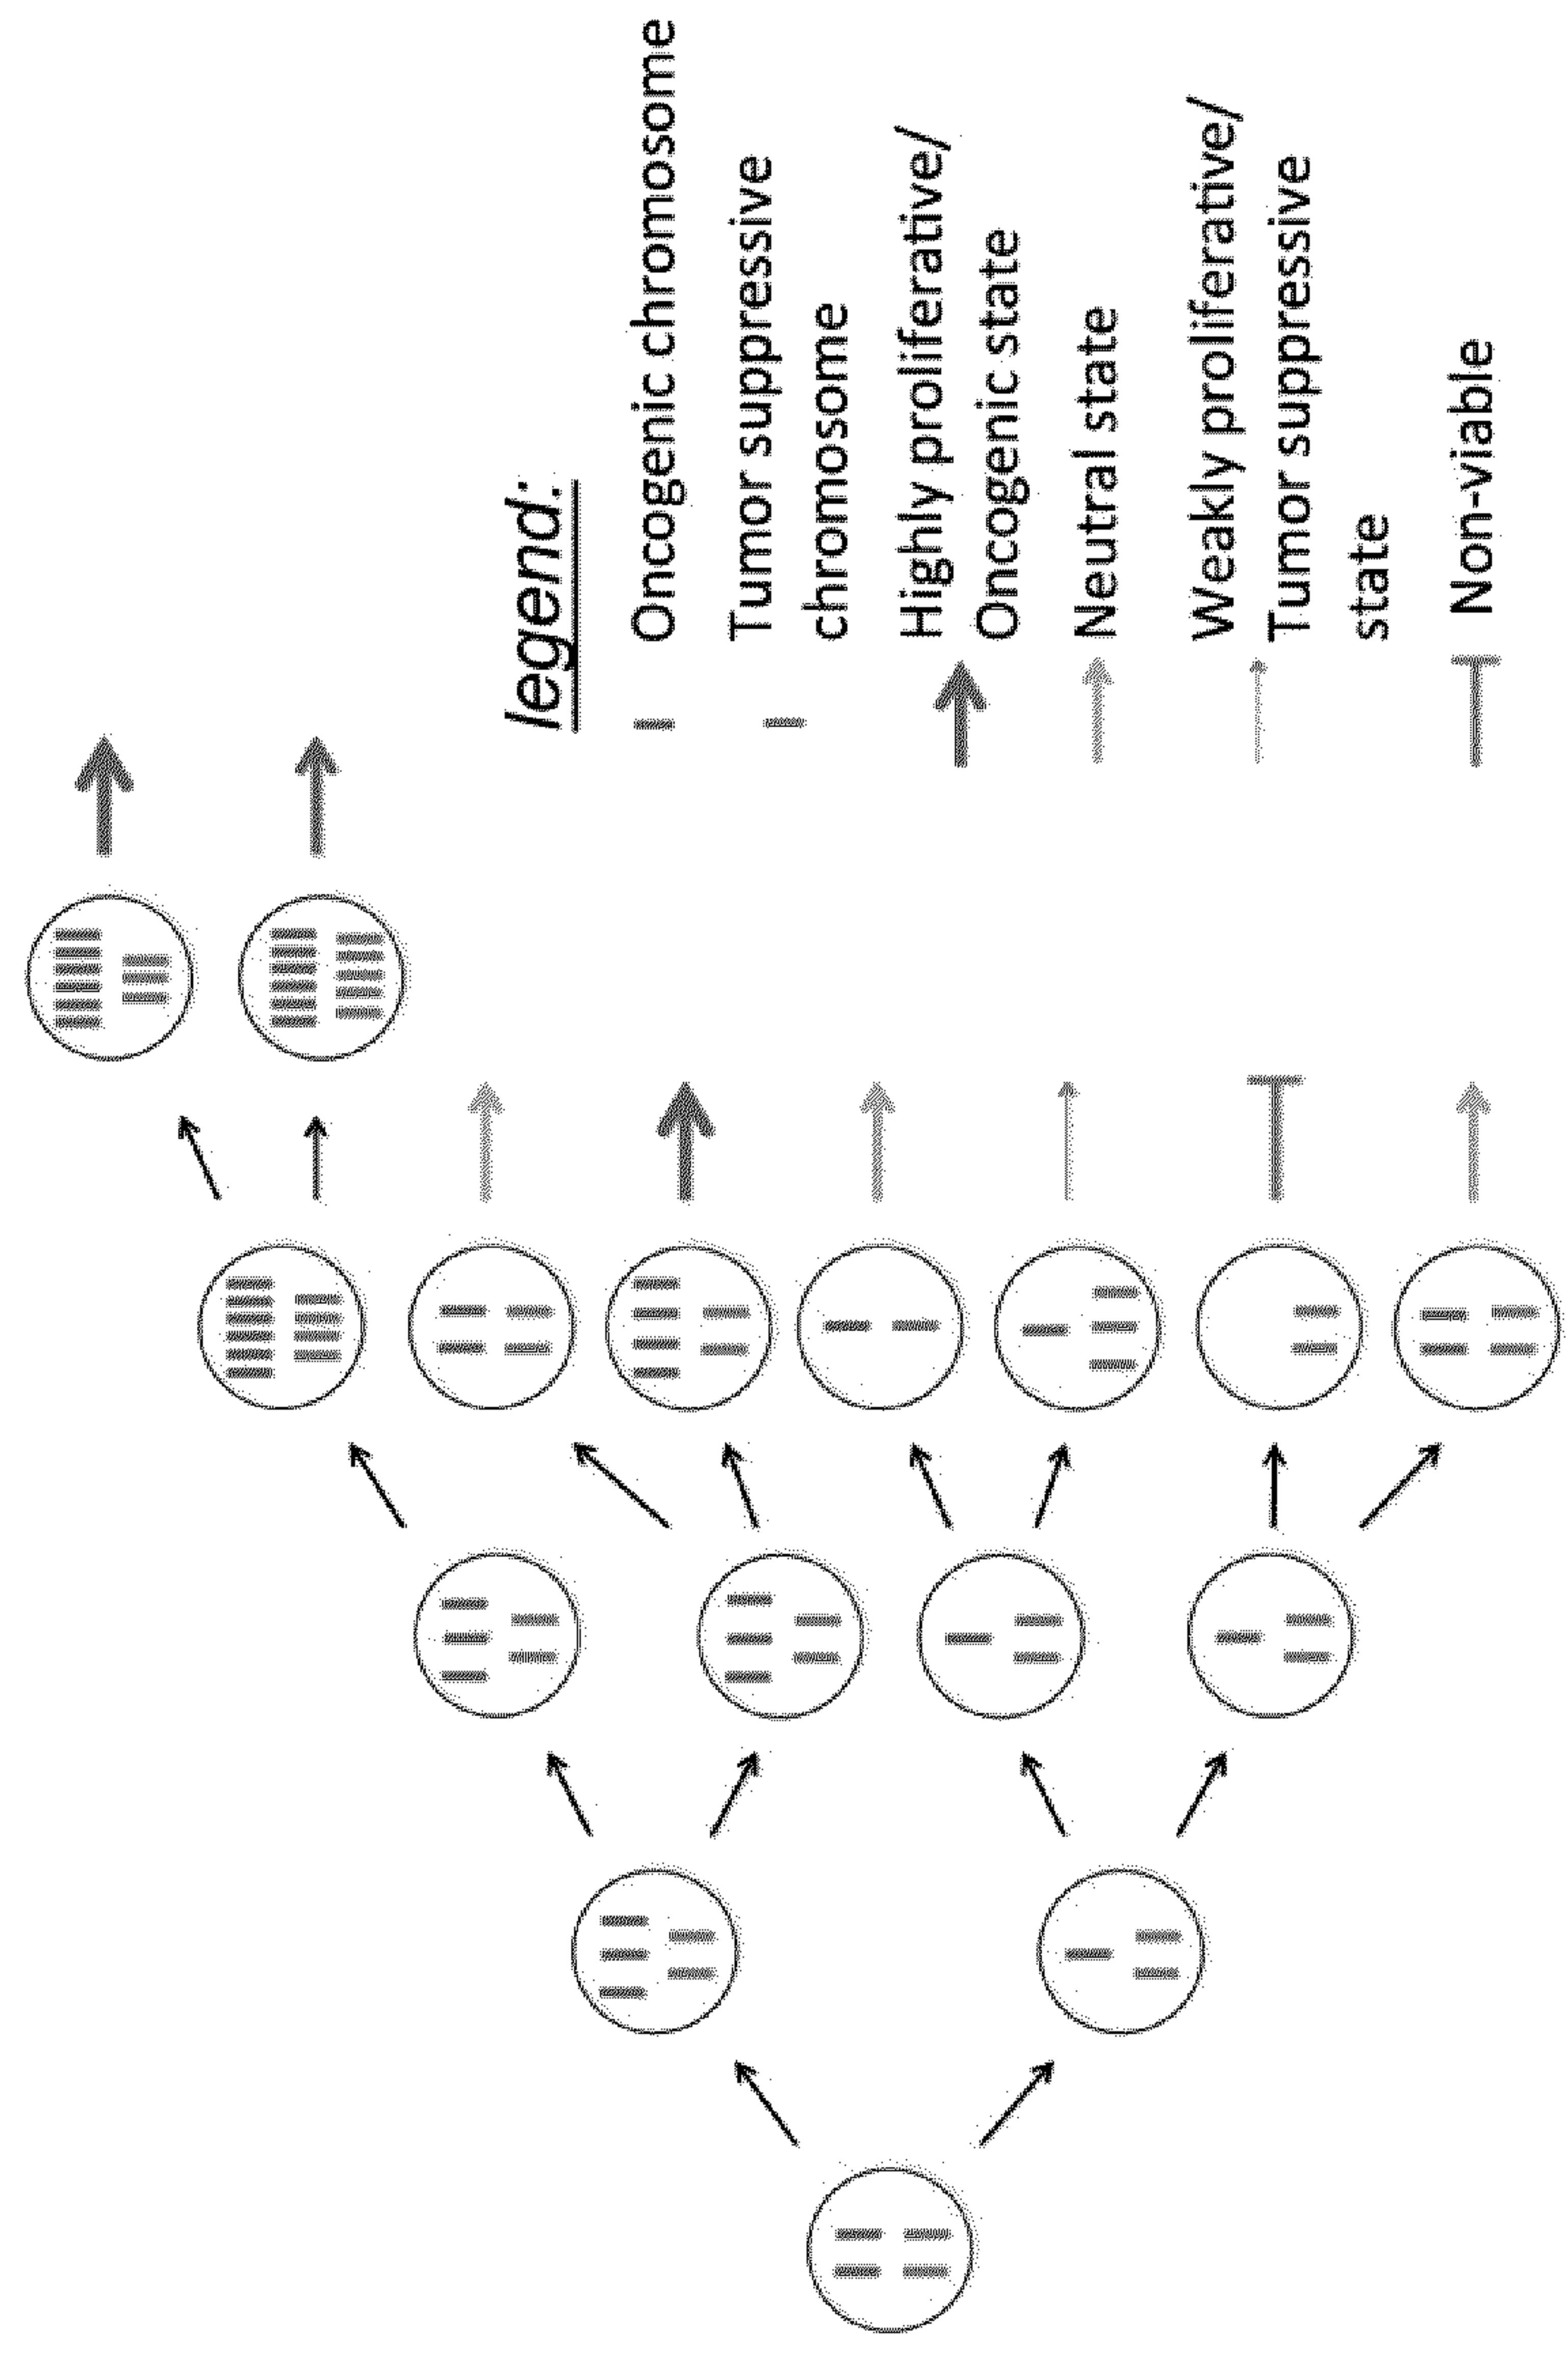 legend:
Oncogenic chromosome
Tumor suppressive
chromosome
Highly proliferative/
Oncogenic state
Neutral state
Weakly proliferative/
Tumor suppressive
state
Non-viable